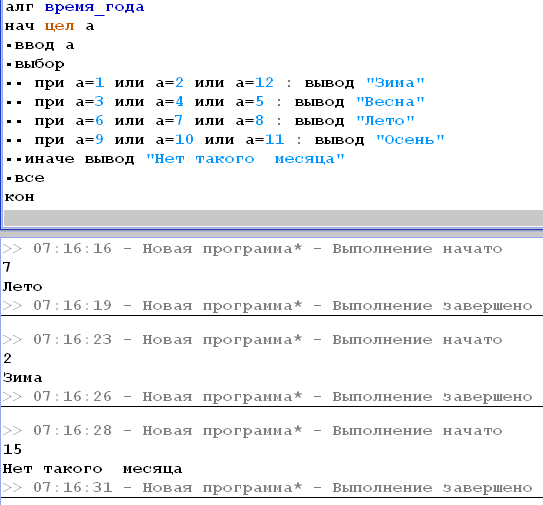 алг время_года
нач цел а
▪ввод а
▪выбор
▪▪ при а=1 или а=2 или а=12 : вывод "Зима"
▪▪ при а=3 или а=4 или а=5 : вывод "Весна"
▪▪ при а=6 или а=7 или а=8 : вывод "Лето"
▪▪ при а=9 или а=10 или а=11 : вывод "Осень"
▪▪иначе вывод "Нет такого  месяца"
▪все
кон
>> 07:16:16 - Новая программа* - Выполнение начато
7
Лето
>> 07:16:19 - Новая программа* - Выполнение завершено
>> 07:16:23 - Новая программа* - Выполнение начато
2
Зима
>> 07:16:26 - Новая программа* - Выполнение завершено
>> 07:16:28 - Новая программа* - Выполнение начато
15
Нет такого  месяца
>> 07:16:31 - Новая программа* - Выполнение завершено